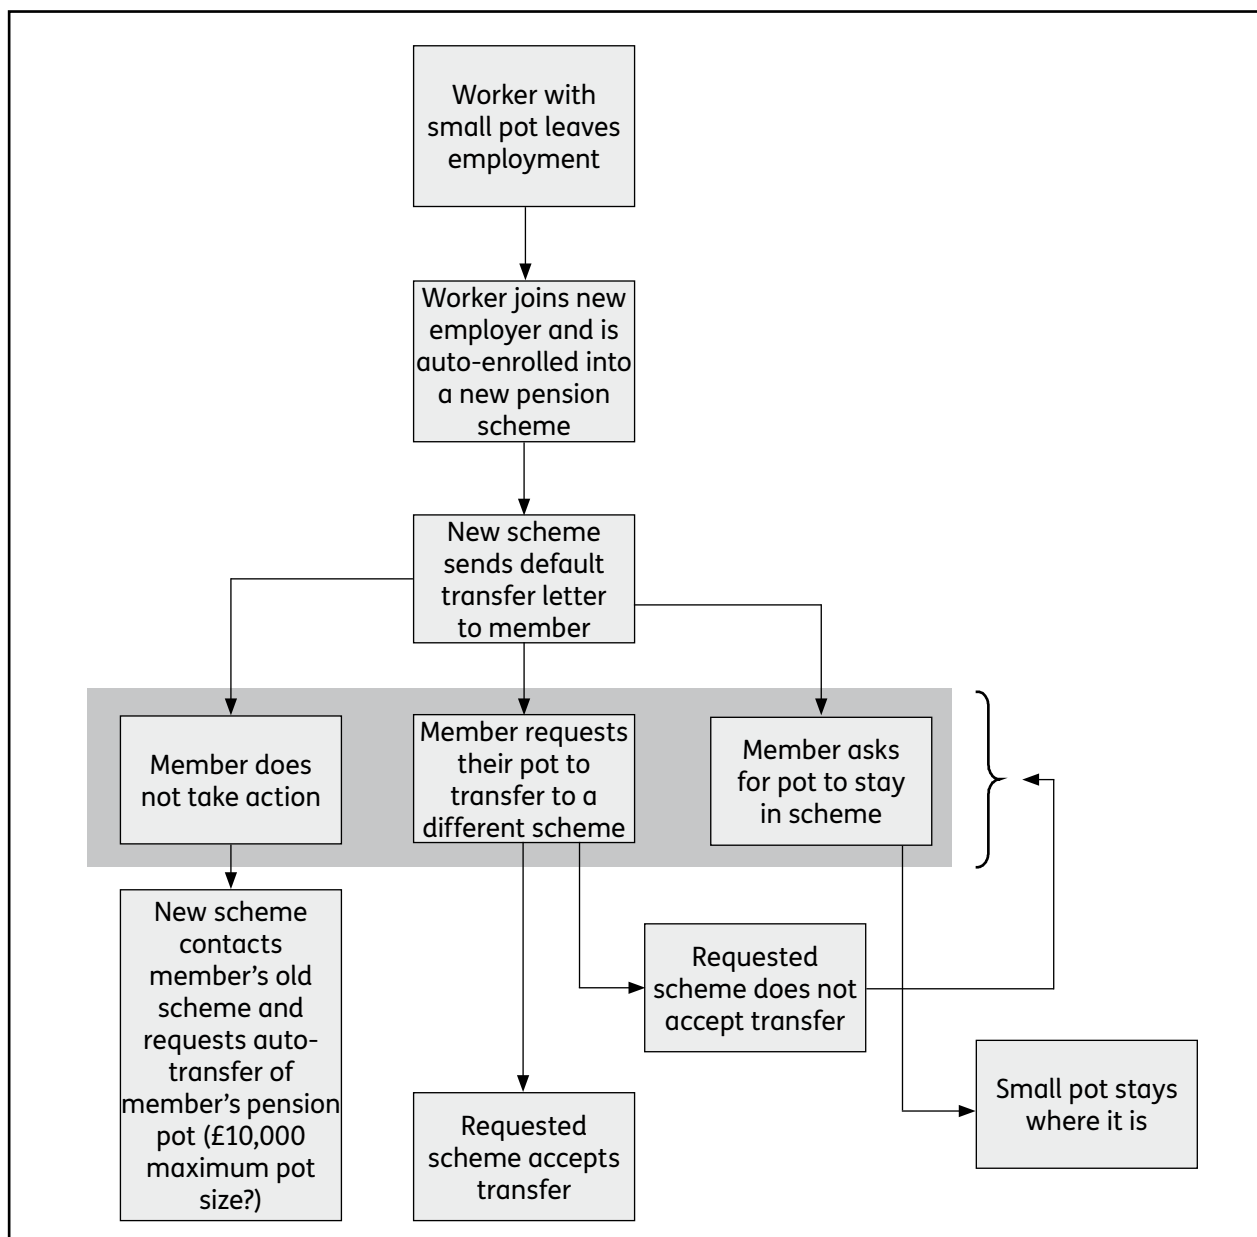 Worker with
small pot leaves
employment
Worker joins new
employer and is
auto-enrolled into
a new pension
scheme
New scheme
sends default
transfer letter
to member
Member does
not take action
Member requests
their pot to
transfer to a
different scheme
Member asks
for pot to stay
in scheme
New scheme
contacts
member’s old
scheme and
requests auto-
transfer of
member’s pension
pot (£10,000
maximum pot
size?)
Requested
scheme does not
accept transfer
Requested
scheme accepts
transfer
Small pot stays
where it is